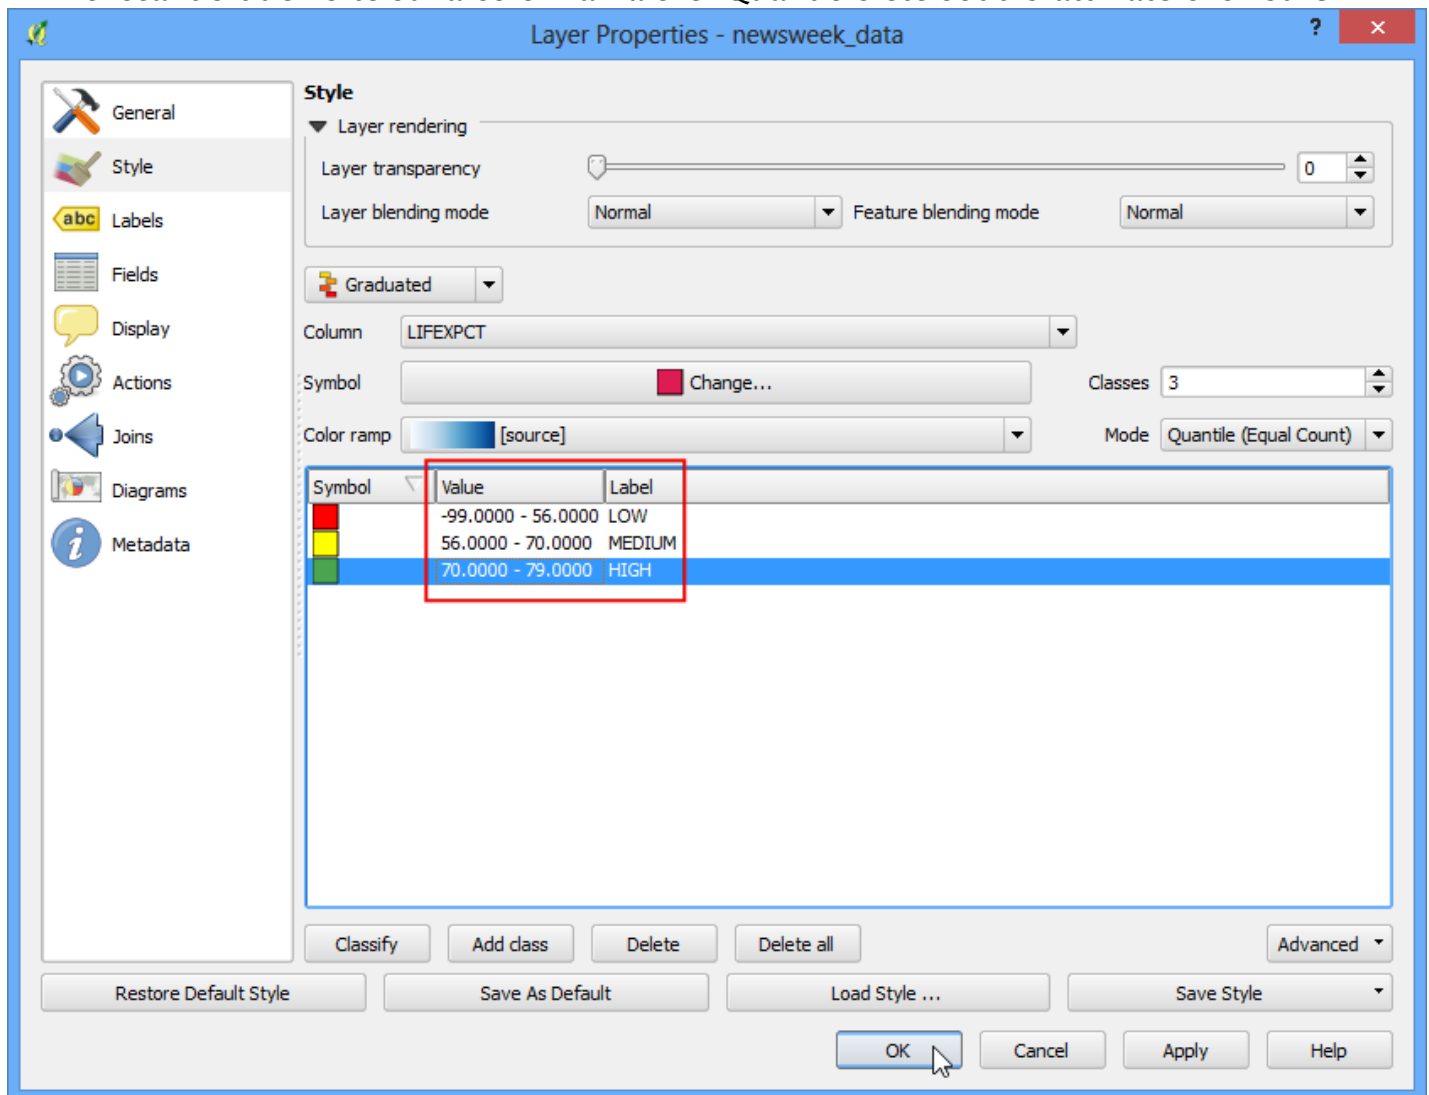 Layer Properties - newsweek_data
?
×
General
Style
abc Labels
Fields
Display
Actions
Joins
Diagrams
i Metadata
Style
Layer rendering
Layer transparency 0
Layer blending mode Normal Feature blending mode Normal
Graduated
Column LIFEXPCT
Symbol Change... Classes 3
Color ramp [source] Mode Quantile (Equal Count)
Symbol Value Label
-99.0000 - 56.0000 LOW
56.0000 - 70.0000 MEDIUM
70.0000 - 79.0000 HIGH
Classify Add class Delete Delete all Advanced
Restore Default Style Save As Default Load Style ... Save Style
OK Cancel Apply Help